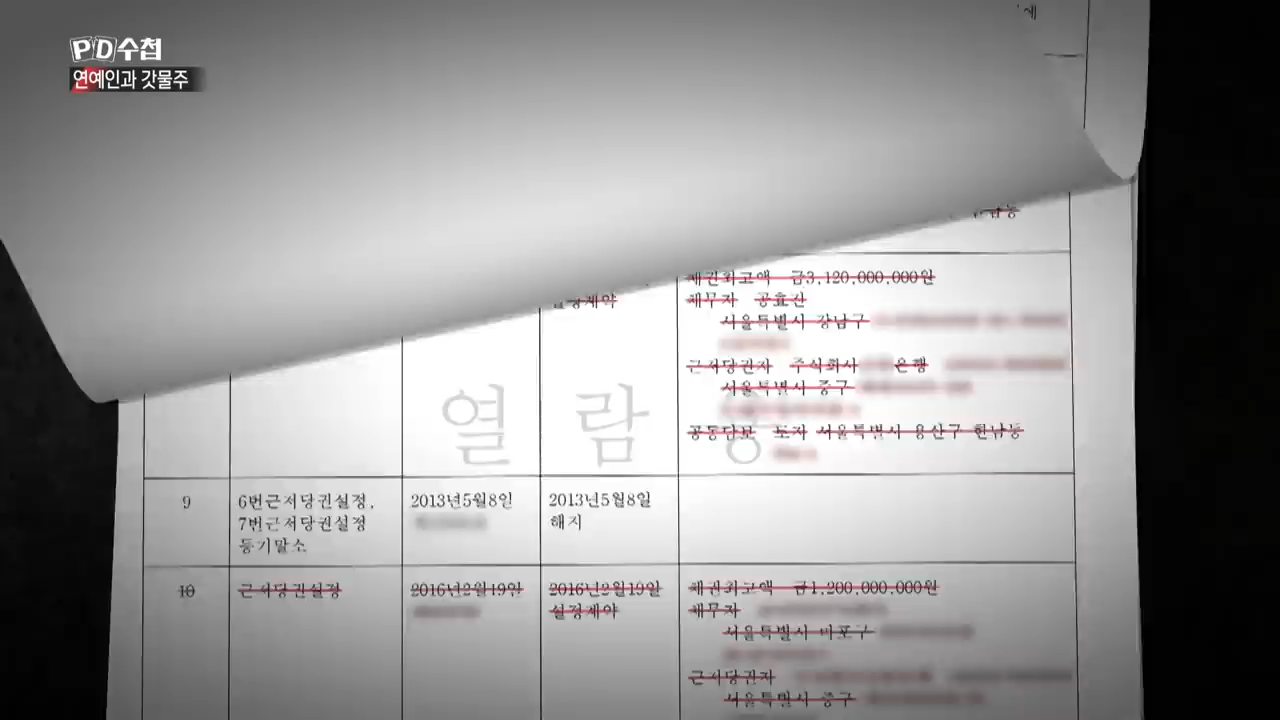 PD수첩
연예인과 갓물주
채권최고액 금3,120,000,000원
설정계약
채무자 공효진
서울특별시 강남구
근저당권자 주식회사 은행
서울특별시 중구
공동담보 토지 서울특별시 용산구 한남동
열 람 용
9 6번근저당권설정, 2013년5월8일 2013년5월8일
7번근저당권설정 해지
등기말소
10 근저당권설정 2016년2월19일 2016년2월19일 채권최고액 금1,200,000,000원
설정계약 채무자
서울특별시 마포구
근저당권자
서울특별시 중구